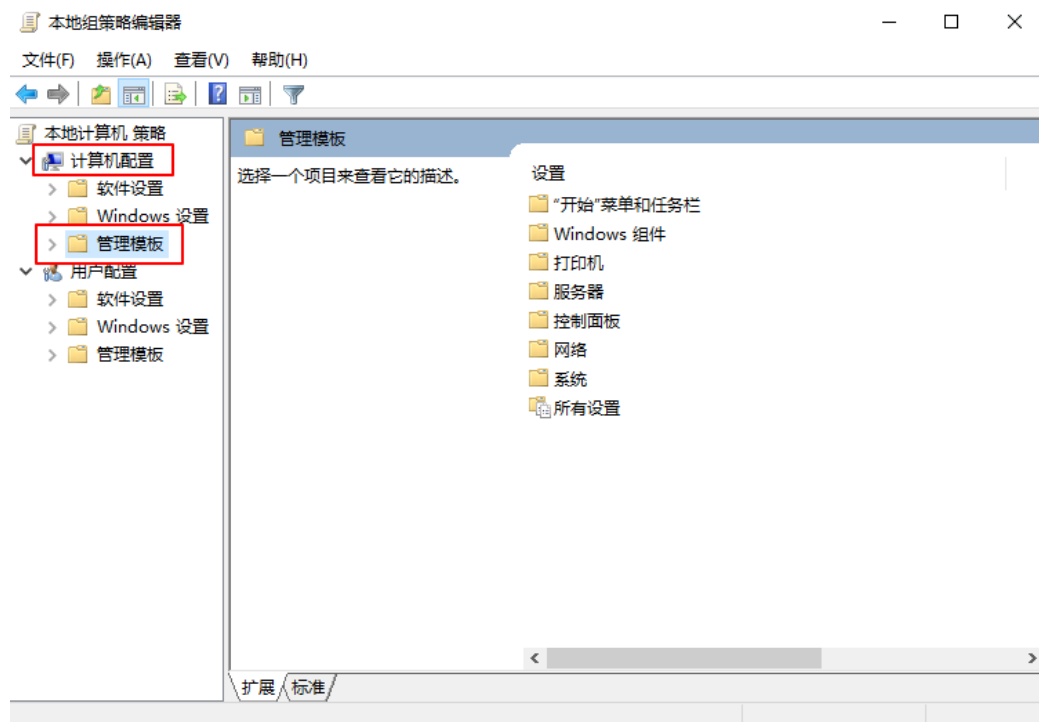 本地组策略编辑器
文件(F) 操作(A) 查看(V) 帮助(H)
本地计算机 策略
计算机配置
软件设置
Windows 设置
管理模板
用户配置
软件设置
Windows 设置
管理模板
管理模板
选择一个项目来查看它的描述。
设置
“开始”菜单和任务栏
Windows 组件
打印机
服务器
控制面板
网络
系统
所有设置
扩展 标准